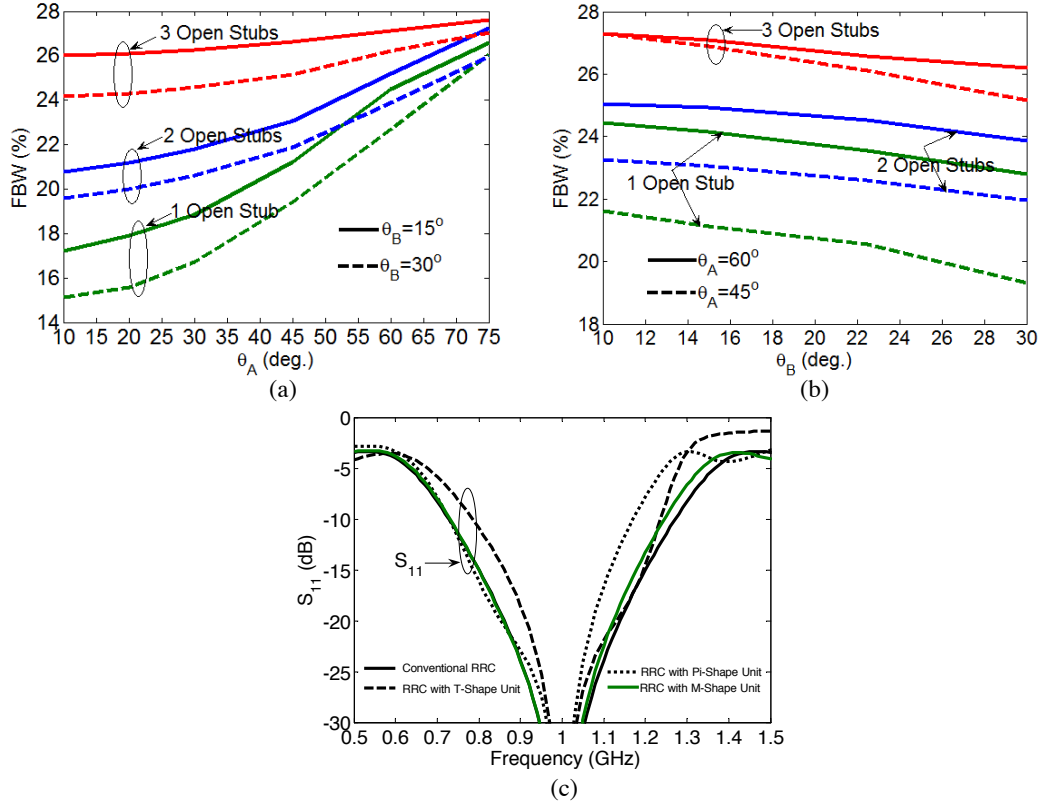 28
26
24
22
20
18
16
14
FBW (%)
3 Open Stubs
2 Open Stubs
1 Open Stub
θB=15o
θB=30o
10 15 20 25 30 35 40 45 50 55 60 65 70 75
θA (deg.)
(a)
28
26
24
22
20
18
FBW (%)
3 Open Stubs
2 Open Stubs
1 Open Stub
θA=60o
θA=45o
10 12 14 16 18 20 22 24 26 28 30
θB (deg.)
(b)
0
-5
-10
-15
-20
-25
-30
S11 (dB)
S11
Conventional RRC
RRC with T-Shape Unit
RRC with Pi-Shape Unit
RRC with M-Shape Unit
0.5 0.6 0.7 0.8 0.9 1 1.1 1.2 1.3 1.4 1.5
Frequency (GHz)
(c)